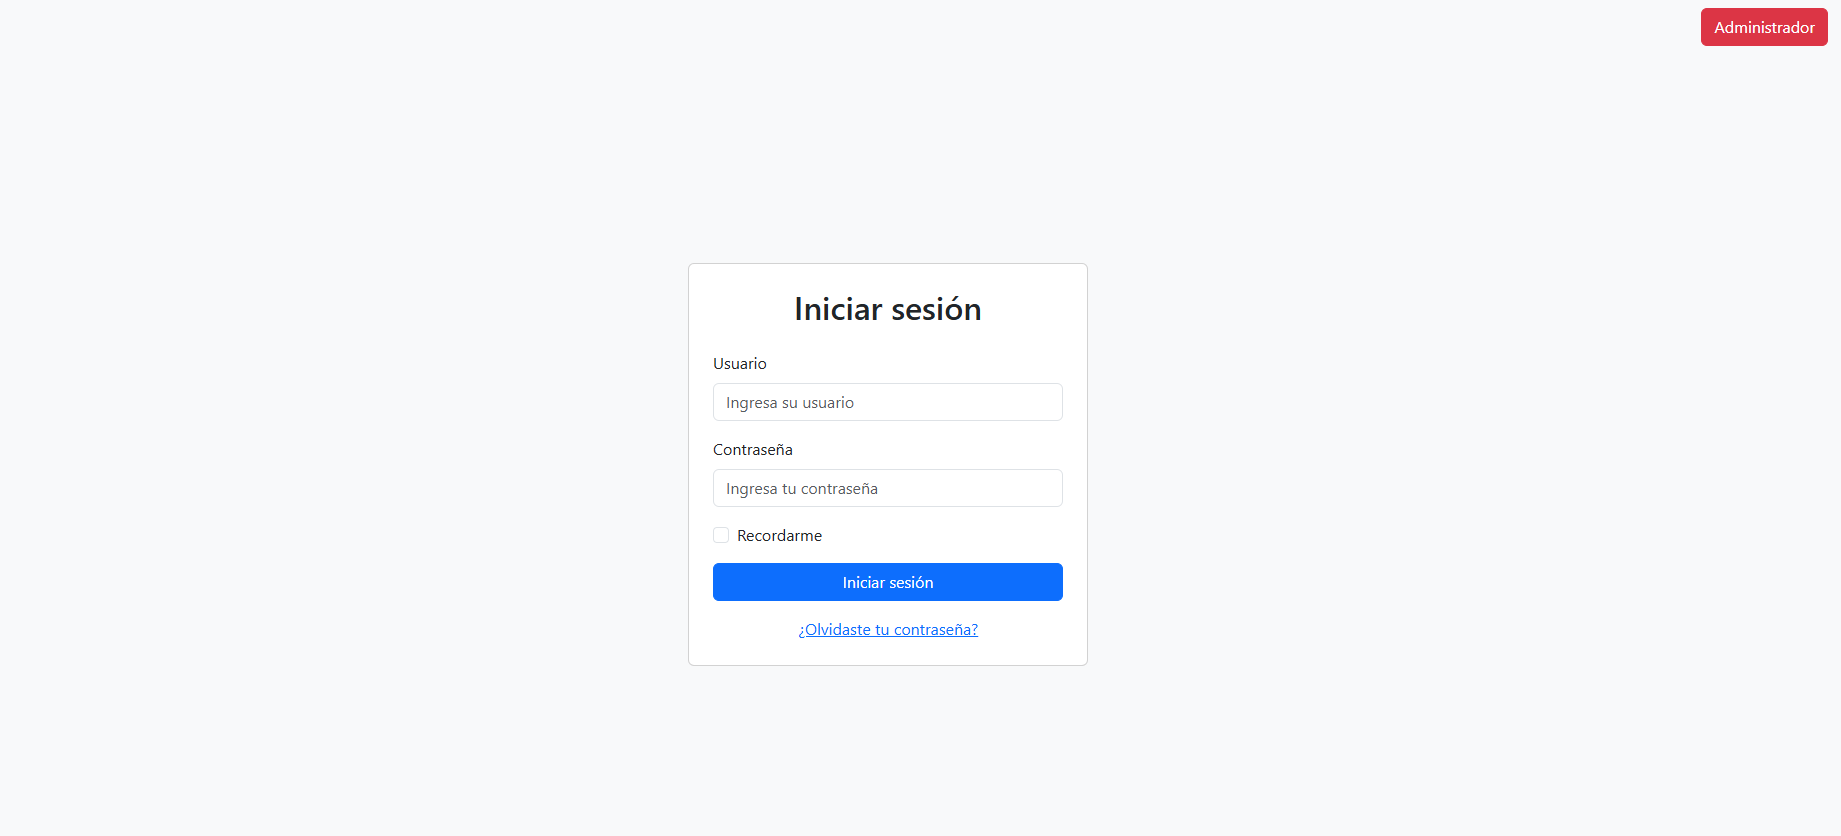 Administrador
Iniciar sesión
Usuario
Ingresa su usuario
Contraseña
Ingresa tu contraseña
Recordarme
Iniciar sesión
¿Olvidaste tu contraseña?